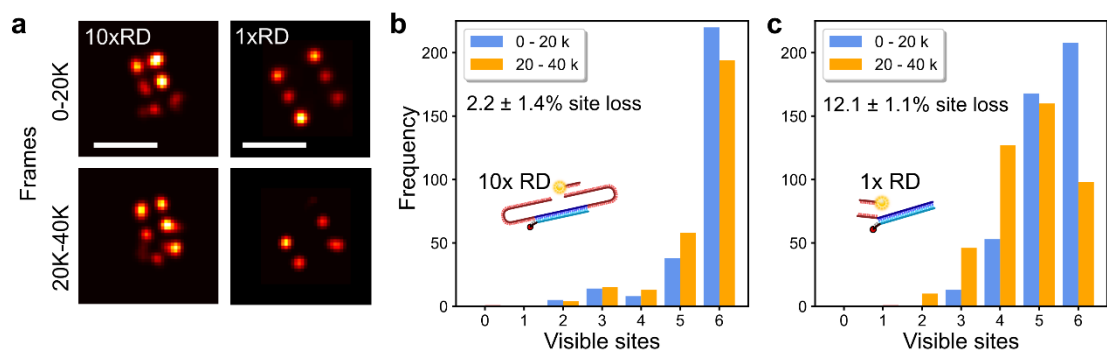 a
10xRD
1xRD
0-20K
20K-40K
Frames
b
0 - 20 k
20 - 40 k
2.2 ± 1.4% site loss
10x RD
Frequency
200
150
100
50
0
0 1 2 3 4 5 6
Visible sites
c
0 - 20 k
20 - 40 k
12.1 ± 1.1% site loss
1x RD
200
150
100
50
0
0 1 2 3 4 5 6
Visible sites